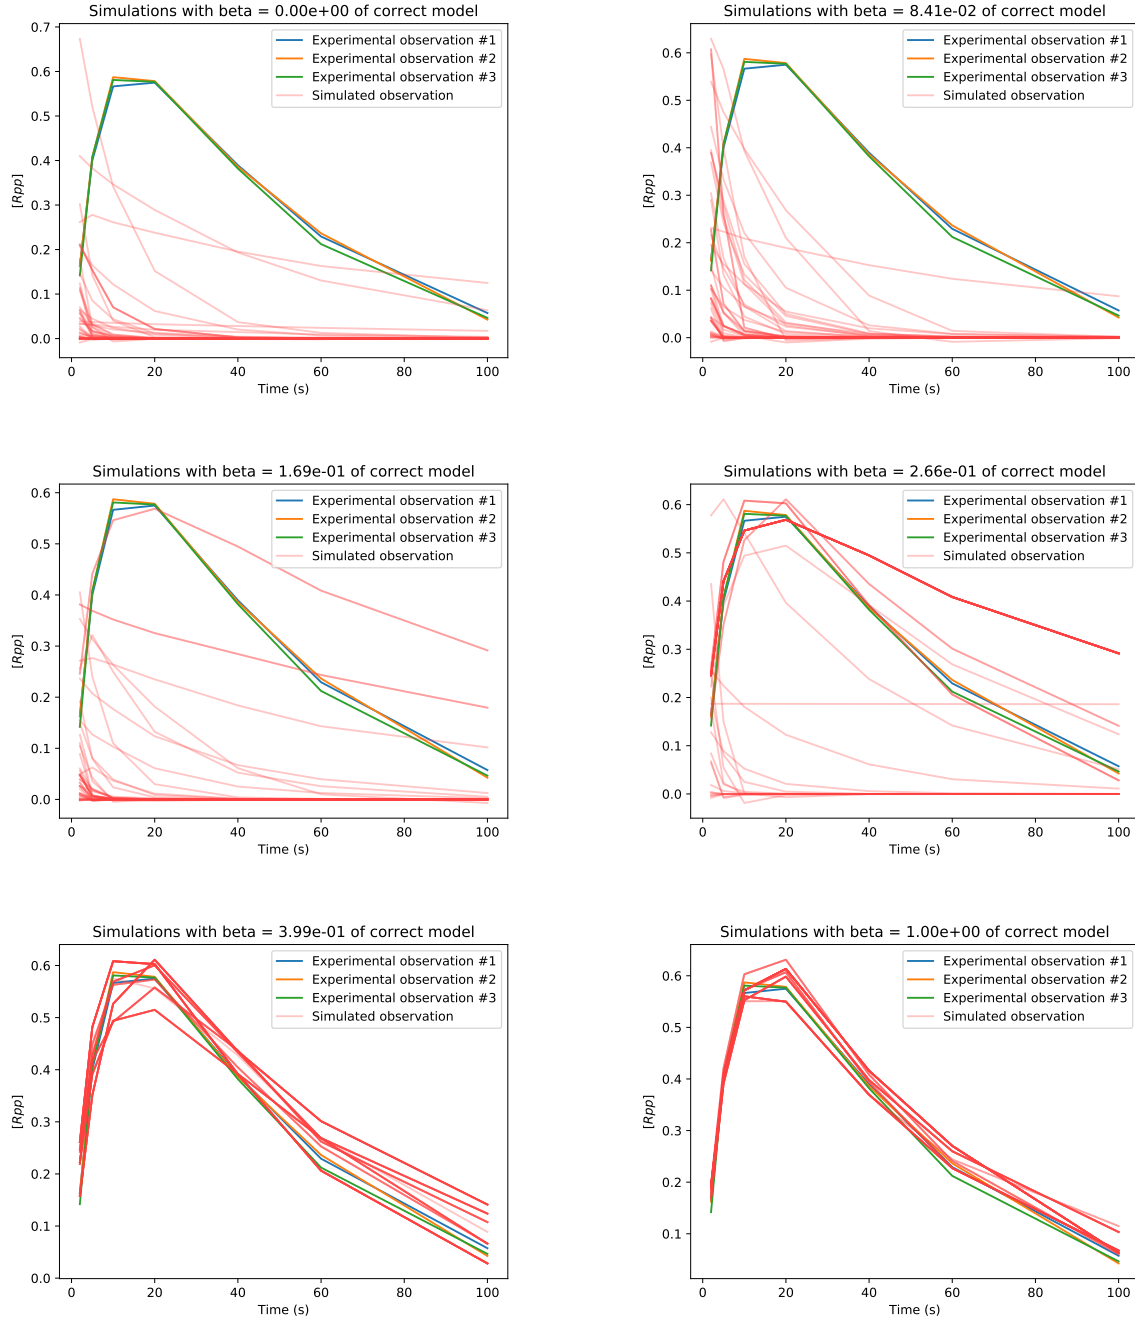 Simulations with beta = 0.00e+00 of correct model
0.7
0.6
0.5
0.4
0.3
0.2
0.1
0.0
[Rpp]
Experimental observation #1
Experimental observation #2
Experimental observation #3
Simulated observation
0 20 40 60 80 100
Time (s)
Simulations with beta = 8.41e-02 of correct model
0.6
0.5
0.4
0.3
0.2
0.1
0.0
[Rpp]
Experimental observation #1
Experimental observation #2
Experimental observation #3
Simulated observation
0 20 40 60 80 100
Time (s)
Simulations with beta = 1.69e-01 of correct model
0.6
0.5
0.4
0.3
0.2
0.1
0.0
[Rpp]
Experimental observation #1
Experimental observation #2
Experimental observation #3
Simulated observation
0 20 40 60 80 100
Time (s)
Simulations with beta = 2.66e-01 of correct model
0.6
0.5
0.4
0.3
0.2
0.1
0.0
[Rpp]
Experimental observation #1
Experimental observation #2
Experimental observation #3
Simulated observation
0 20 40 60 80 100
Time (s)
Simulations with beta = 3.99e-01 of correct model
0.6
0.5
0.4
0.3
0.2
0.1
0.0
[Rpp]
Experimental observation #1
Experimental observation #2
Experimental observation #3
Simulated observation
0 20 40 60 80 100
Time (s)
Simulations with beta = 1.00e+00 of correct model
0.6
0.5
0.4
0.3
0.2
0.1
[Rpp]
Experimental observation #1
Experimental observation #2
Experimental observation #3
Simulated observation
0 20 40 60 80 100
Time (s)